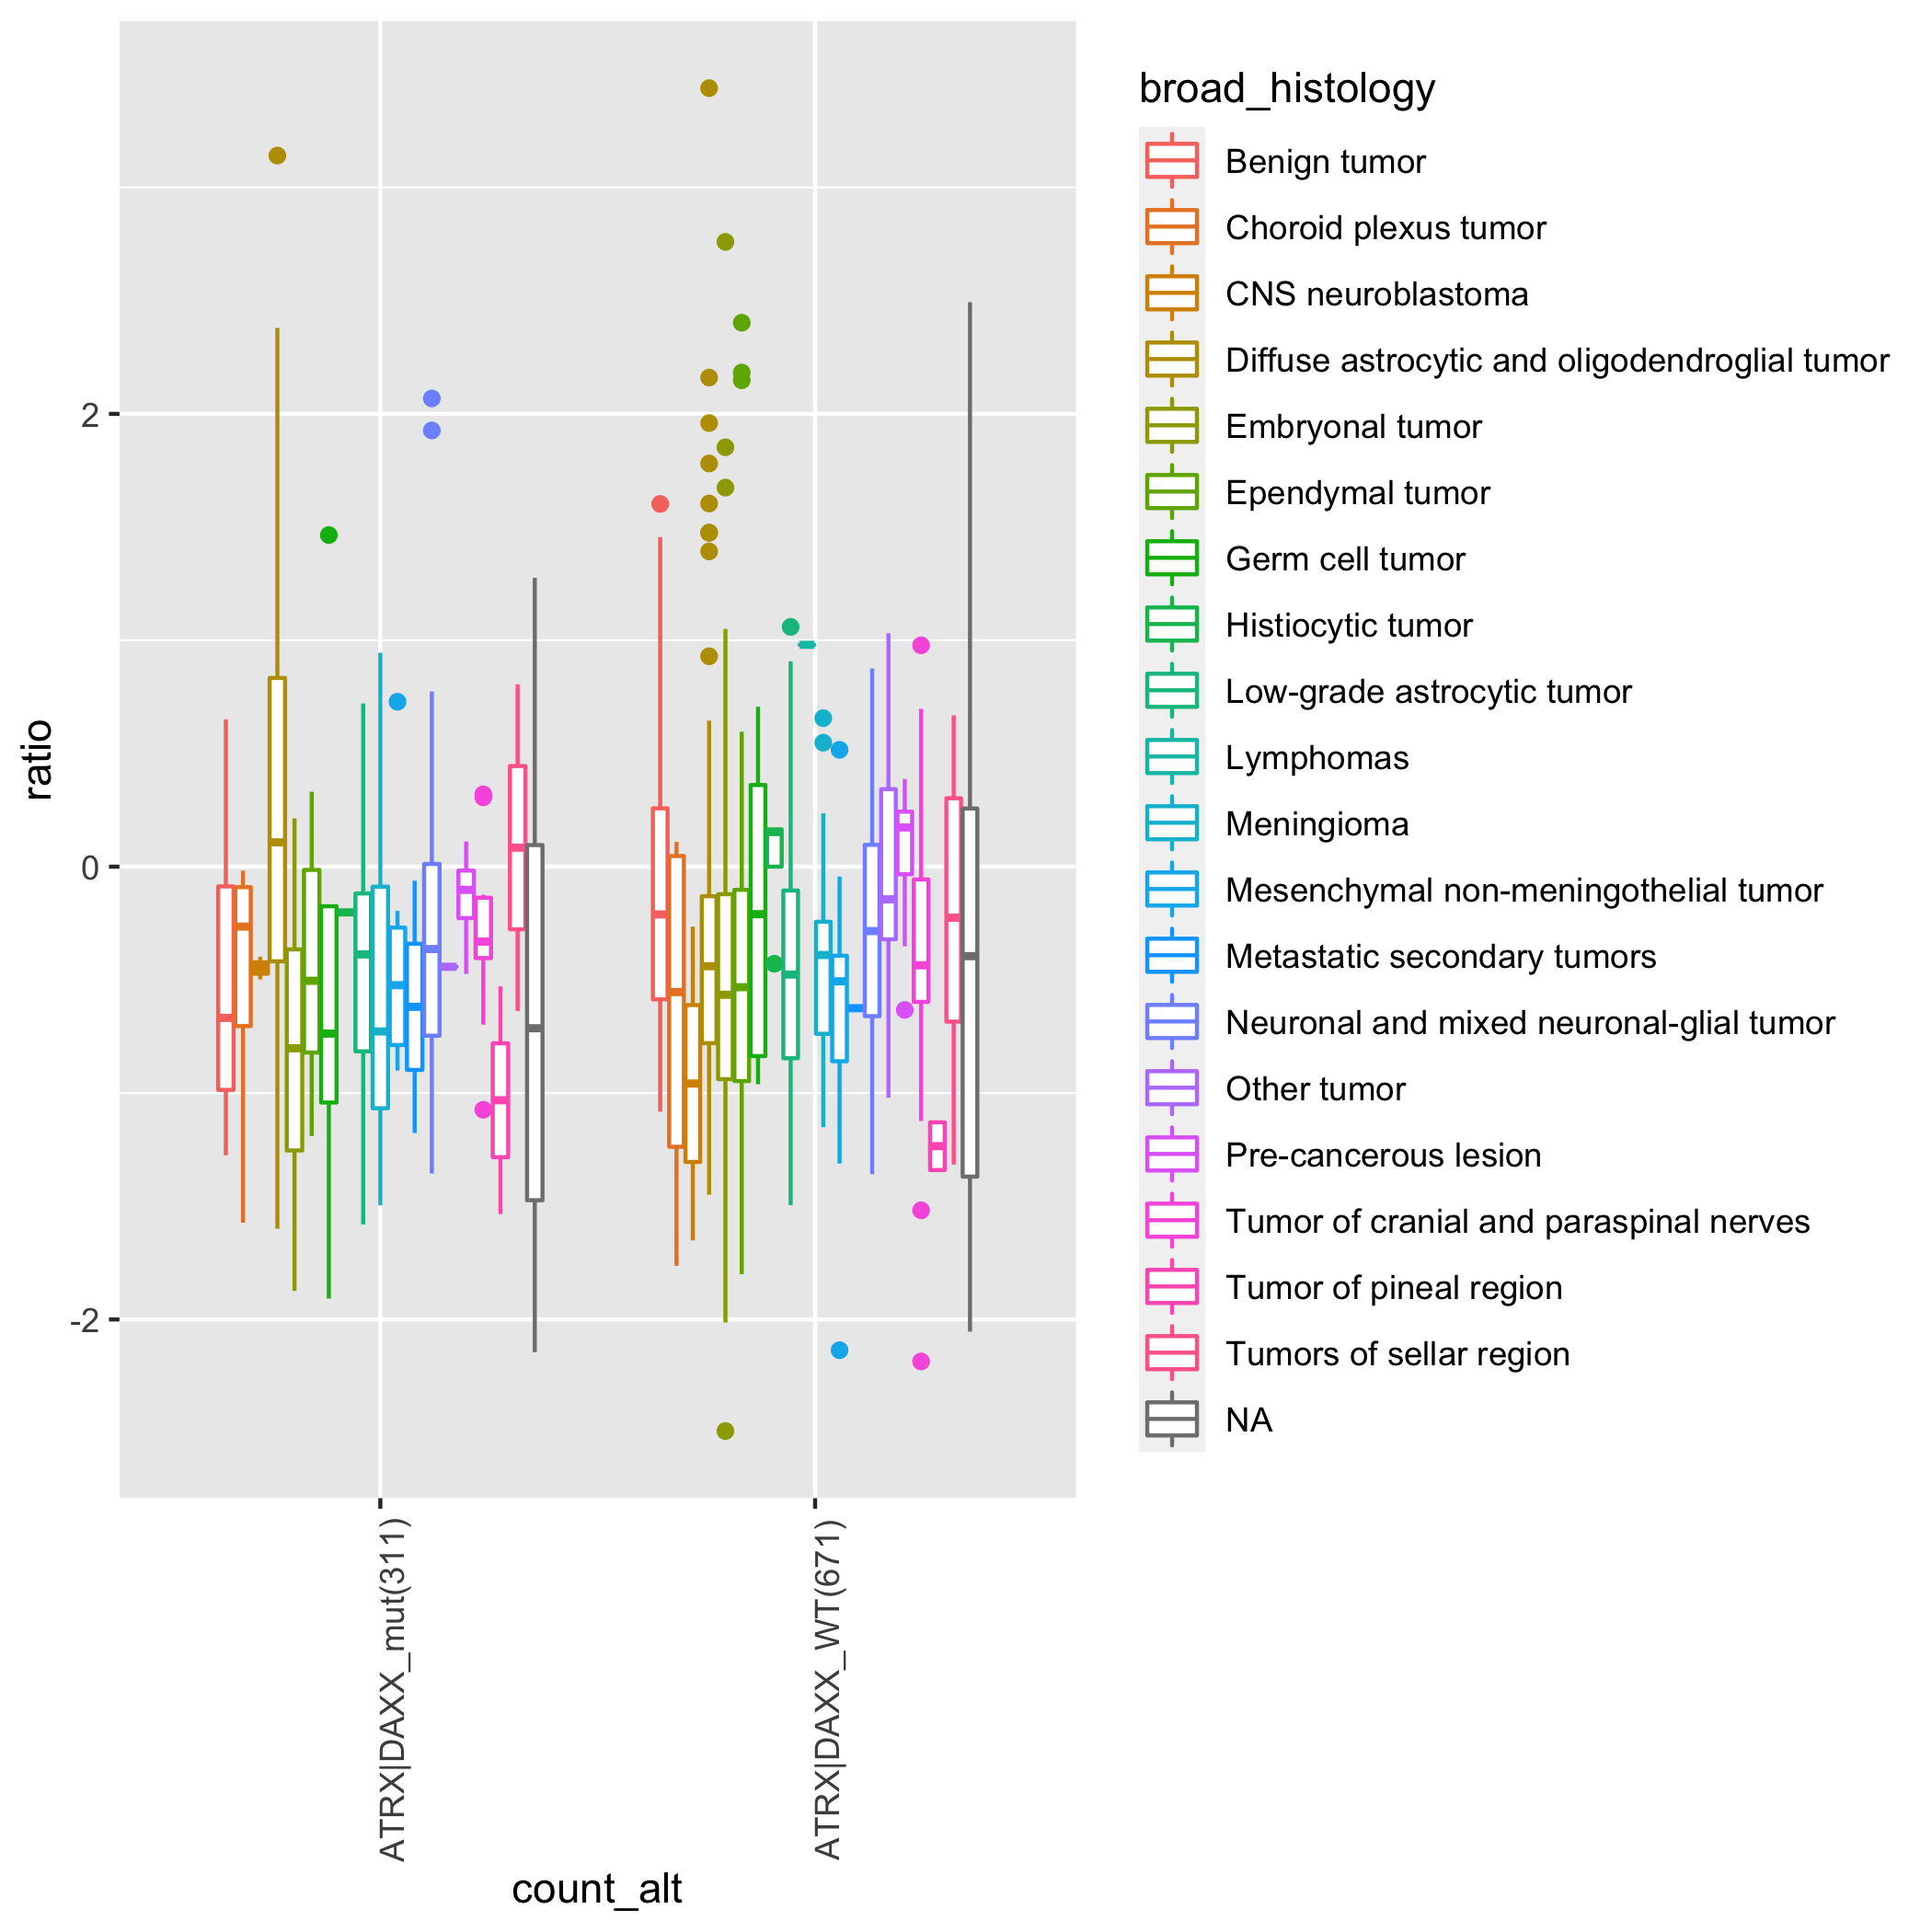 ratio
2
0
-2
ATRX|DAXX_mut(311)
ATRX|DAXX_WT(671)
count_alt
broad_histology
Benign tumor
Choroid plexus tumor
CNS neuroblastoma
Diffuse astrocytic and oligodendroglial tumor
Embryonal tumor
Ependymal tumor
Germ cell tumor
Histiocytic tumor
Low-grade astrocytic tumor
Lymphomas
Meningioma
Mesenchymal non-meningothelial tumor
Metastatic secondary tumors
Neuronal and mixed neuronal-glial tumor
Other tumor
Pre-cancerous lesion
Tumor of cranial and paraspinal nerves
Tumor of pineal region
Tumors of sellar region
NA